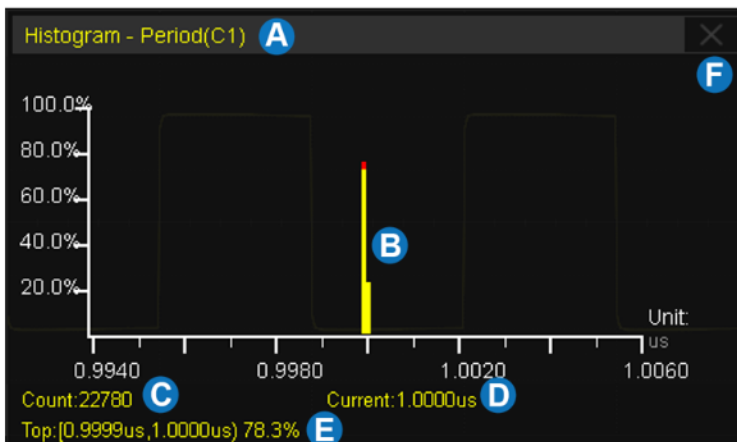 Histogram - Period(C1) A
F
100.0%
80.0%
60.0%
B
40.0%
20.0%
Unit:
us
0.9940 0.9980 1.0020 1.0060
Count:22780 C Current:1.0000us D
Top:[0.9999us,1.0000us) 78.3% E